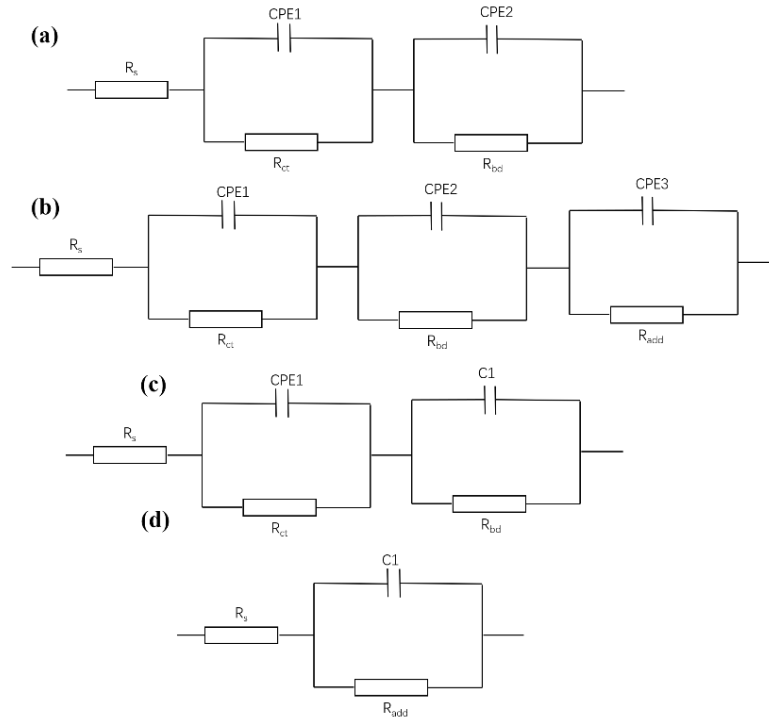 (a)
CPE1
CPE2
Rs
Rct
Rbd
(b)
CPE1
CPE2
CPE3
Rs
Rct
Rbd
Radd
(c)
CPE1
C1
Rs
Rct
Rbd
(d)
C1
Rs
Radd